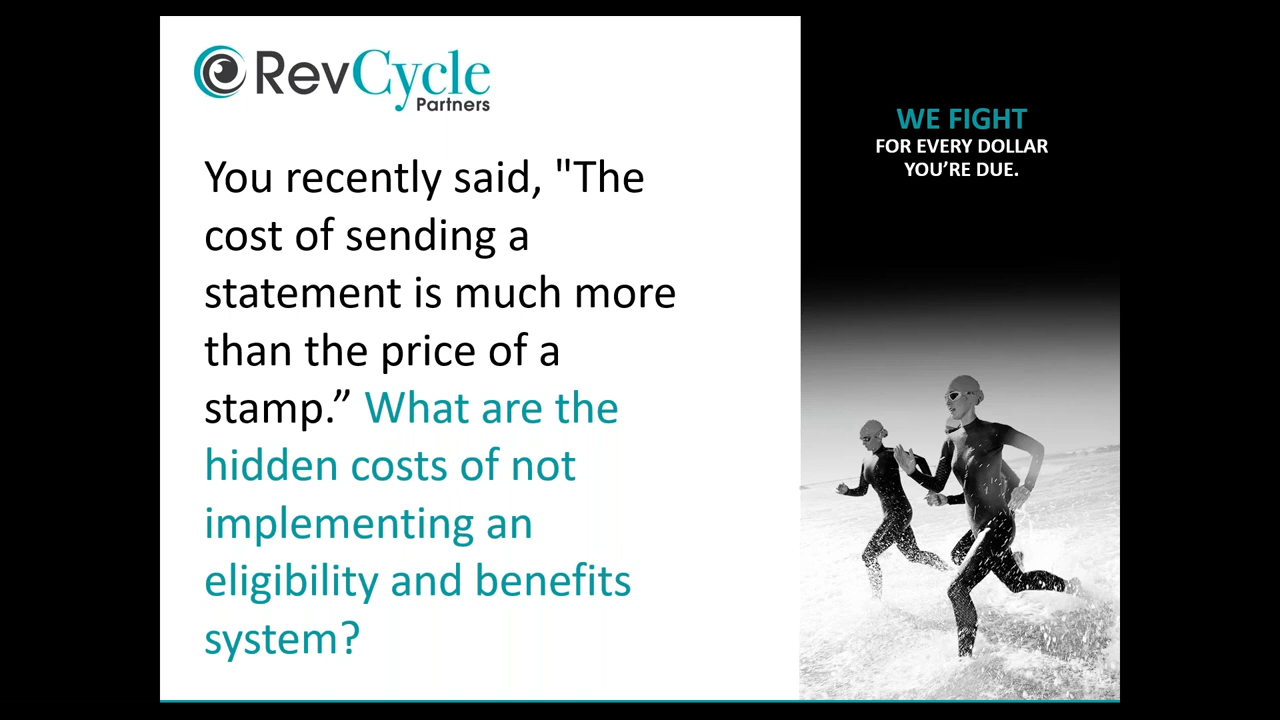 RevCycle
Partners
You recently said, "The
cost of sending a
statement is much more
than the price of a
stamp.” What are the
hidden costs of not
implementing an
eligibility and benefits
system?
WE FIGHT
FOR EVERY DOLLAR
YOU’RE DUE.